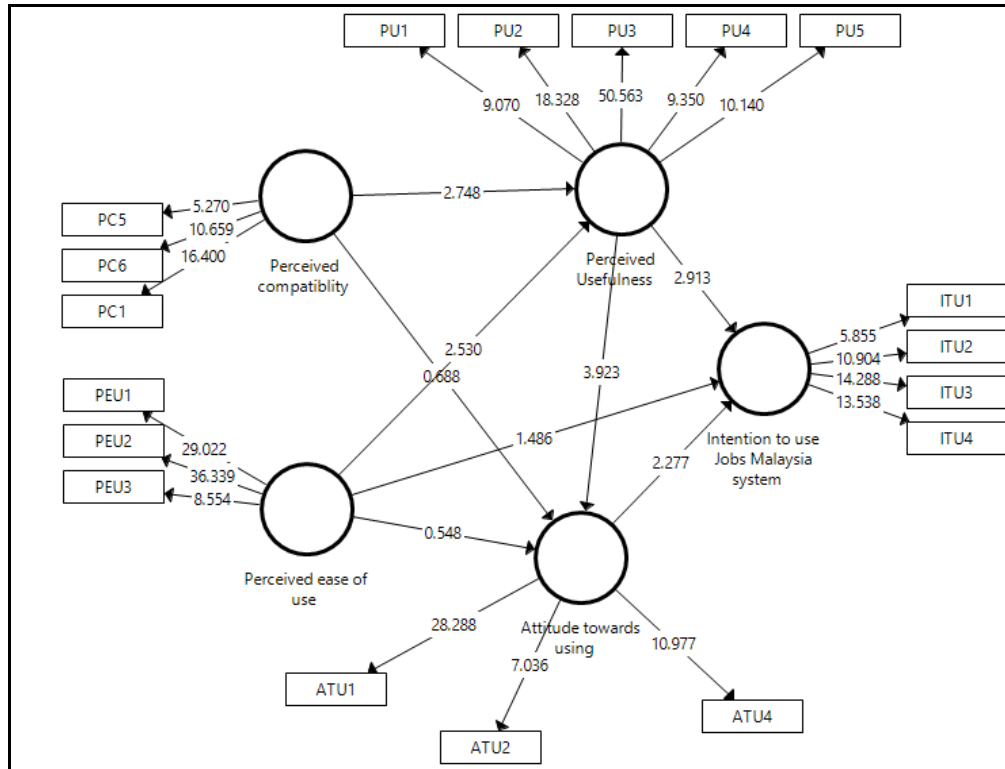 PU1
PU2
PU3
PU4
PU5
9.070
18.328
50.563
9.350
10.140
PC5
PC6
PC1
5.270
10.659
16.400
Perceived
compatiblity
2.748
Perceived
Usefulness
2.913
2.530
0.688
3.923
1.486
2.277
0.548
ITU1
ITU2
ITU3
ITU4
5.855
10.904
14.288
13.538
Intention to use
Jobs Malaysia
system
PEU1
PEU2
PEU3
29.022
36.339
8.554
Perceived ease of
use
Attitude towards
using
28.288
7.036
10.977
ATU1
ATU2
ATU4